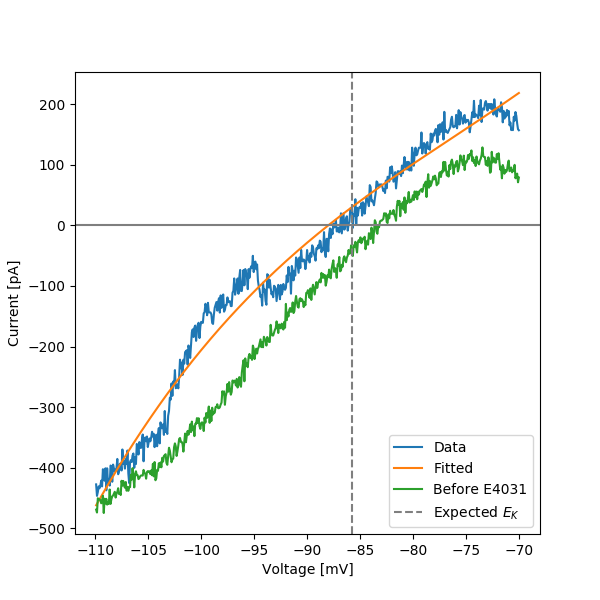 200
100
0
−100
−200
−300
−400
−500
Current [pA]
Data
Fitted
Before E4031
Expected E_K
−110
−105
−100
−95
−90
−85
−80
−75
−70
Voltage [mV]